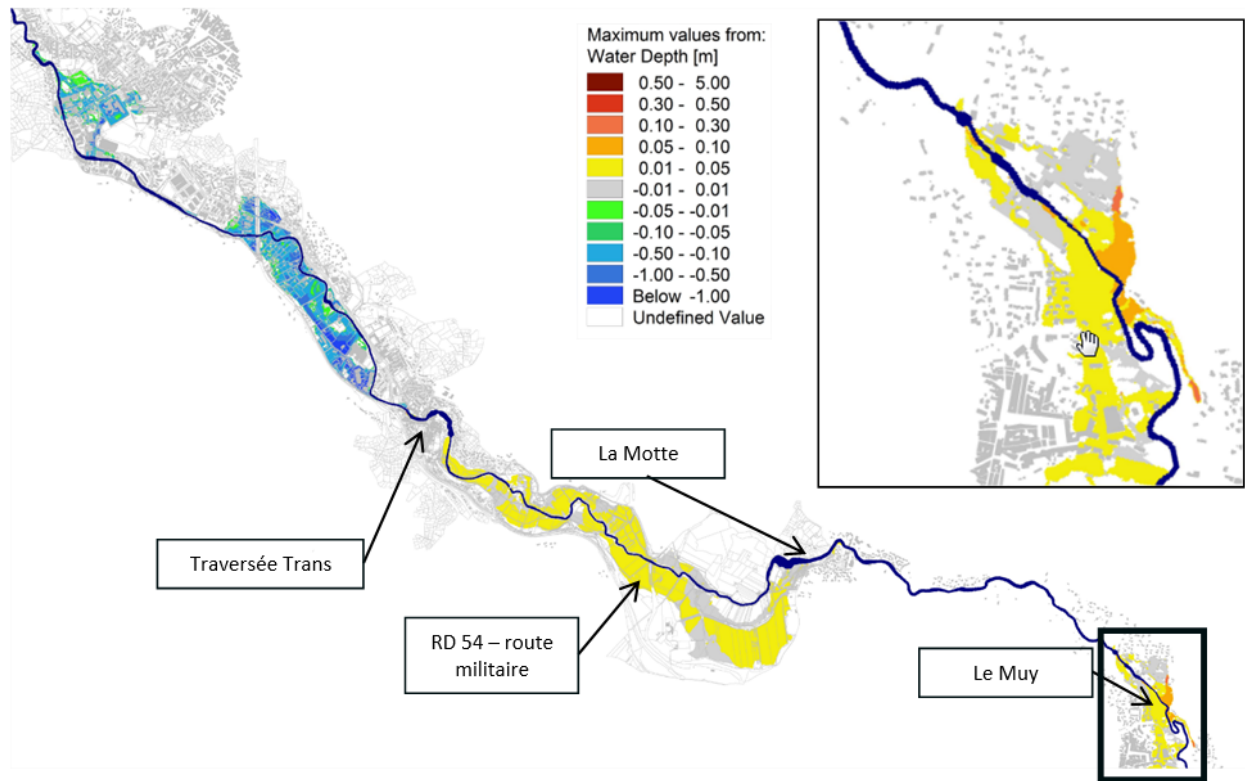 Maximum values from:
Water Depth [m]
0.50 - 5.00
0.30 - 0.50
0.10 - 0.30
0.05 - 0.10
0.01 - 0.05
-0.01 - 0.01
-0.05 - -0.01
-0.10 - -0.05
-0.50 - -0.10
-1.00 - -0.50
Below -1.00
Undefined Value
La Motte
Traversée Trans
RD 54 – route
militaire
Le Muy